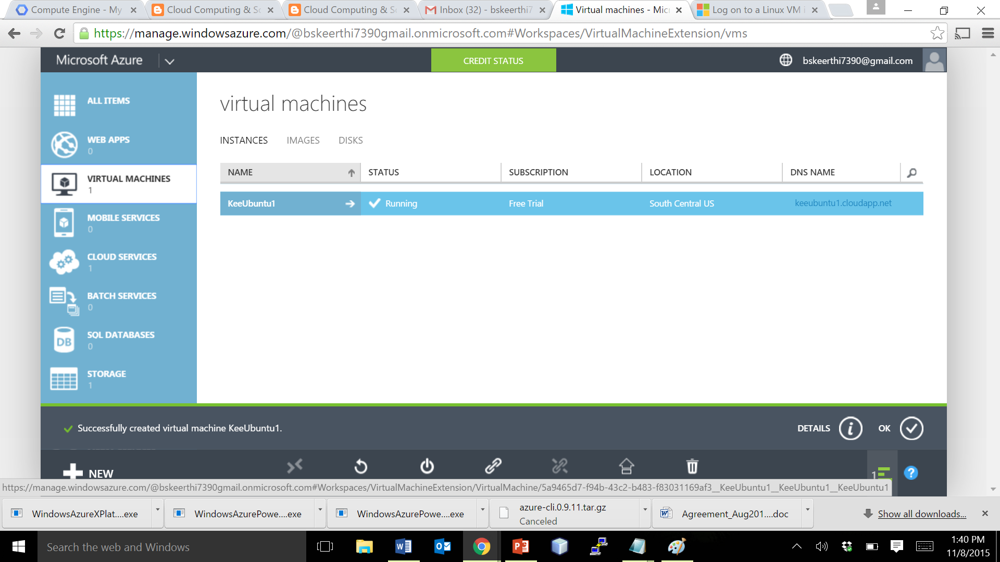 Compute Engine - My
Cloud Computing & Sc
Cloud Computing & Sc
Inbox (32) - bskeerthi7
Virtual machines - Mic
Log on to a Linux VM i
https://manage.windowsazure.com/@bskeerthi7390gmail.onmicrosoft.com#Workspaces/VirtualMachineExtension/vms
Microsoft Azure
CREDIT STATUS
bskeerthi7390@gmail.com
ALL ITEMS
WEB APPS
0
VIRTUAL MACHINES
1
MOBILE SERVICES
0
CLOUD SERVICES
1
BATCH SERVICES
0
SQL DATABASES
0
DB
STORAGE
1
virtual machines
INSTANCES IMAGES DISKS
NAME STATUS SUBSCRIPTION LOCATION DNS NAME
KeeUbuntu1 Running Free Trial South Central US keeubuntu1.cloudapp.net
Successfully created virtual machine KeeUbuntu1.
DETAILS OK
NEW
1
https://manage.windowsazure.com/@bskeerthi7390gmail.onmicrosoft.com#Workspaces/VirtualMachineExtension/VirtualMachine/5a9465d7-f94b-43c2-b483-f83031169af3__KeeUbuntu1__KeeUbuntu1__KeeUbuntu1
WindowsAzureXPlat....exe
WindowsAzurePowe....exe
WindowsAzurePowe....exe
azure-cli.0.9.11.tar.gz
Canceled
Agreement_Aug201....doc
Show all downloads...
Search the web and Windows
1:40 PM
11/8/2015